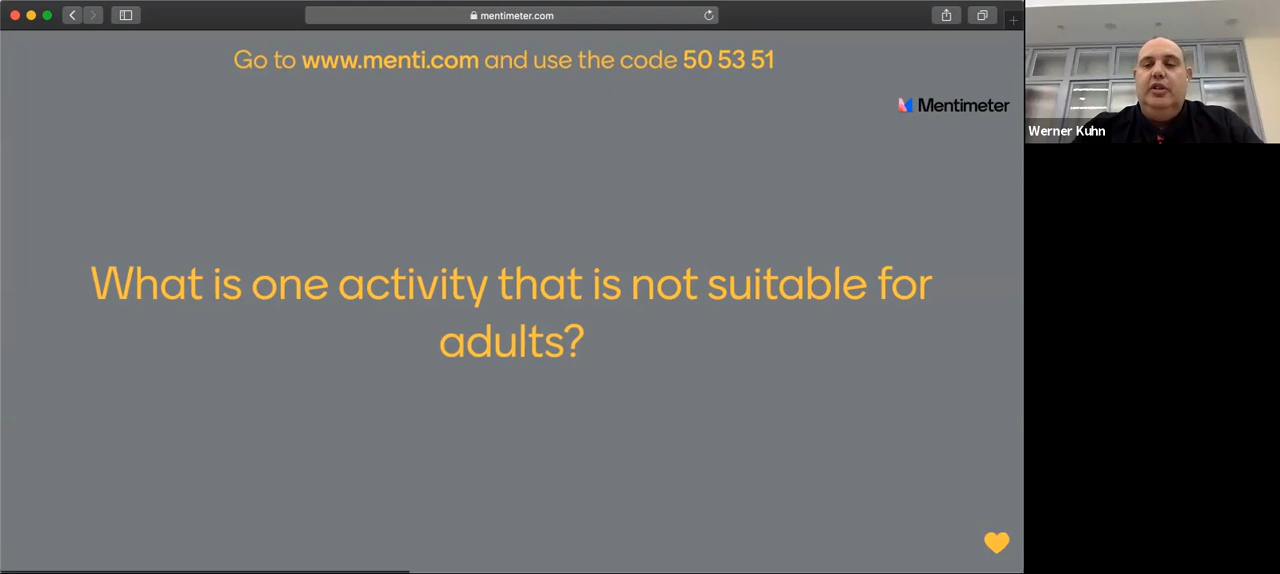 mentimeter.com
Go to www.menti.com and use the code 50 53 51
Mentimeter
What is one activity that is not suitable for
adults?
Werner Kuhn